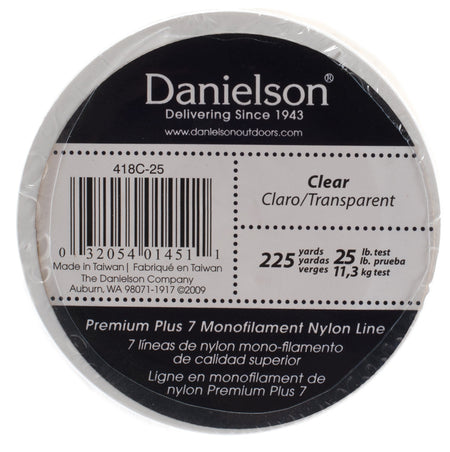 Danielson®
Delivering Since 1943
www.danielsonoutdoors.com
418C-25
0 32054 01451 1
Made in Taiwan | Fabriqué en Taiwan
The Danielson Company
Auburn, WA 98071-1917 ©2009
Clear
Claro/Transparent
225 yards yardas verges 25 lb. test lb. prueba 11,3 kg test
Premium Plus 7 Monofilament Nylon Line
7 líneas de nylon mono-filamento
de calidad superior
Ligne en monofilament de
nylon Premium Plus 7